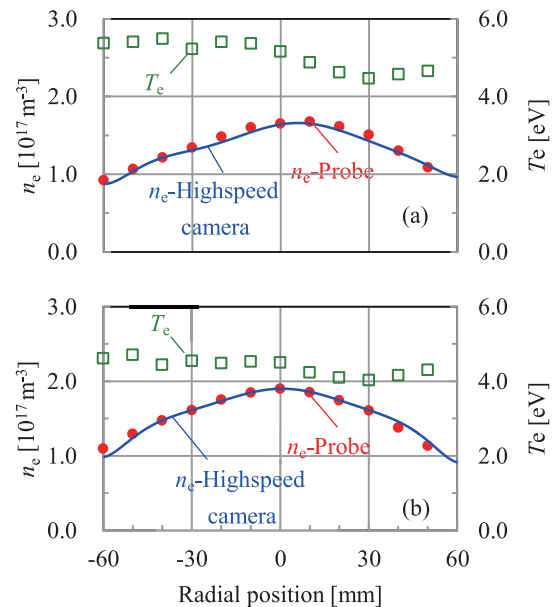 3.0
6.0
Te
2.0
4.0
ne [10^17 m^-3]
Te [eV]
ne-Probe
1.0
2.0
ne-Highspeed
camera
(a)
0.0
0.0
3.0
6.0
Te
2.0
4.0
ne [10^17 m^-3]
Te [eV]
ne-Probe
1.0
2.0
ne-Highspeed
camera
(b)
0.0
0.0
-60 -30 0 30 60
Radial position [mm]